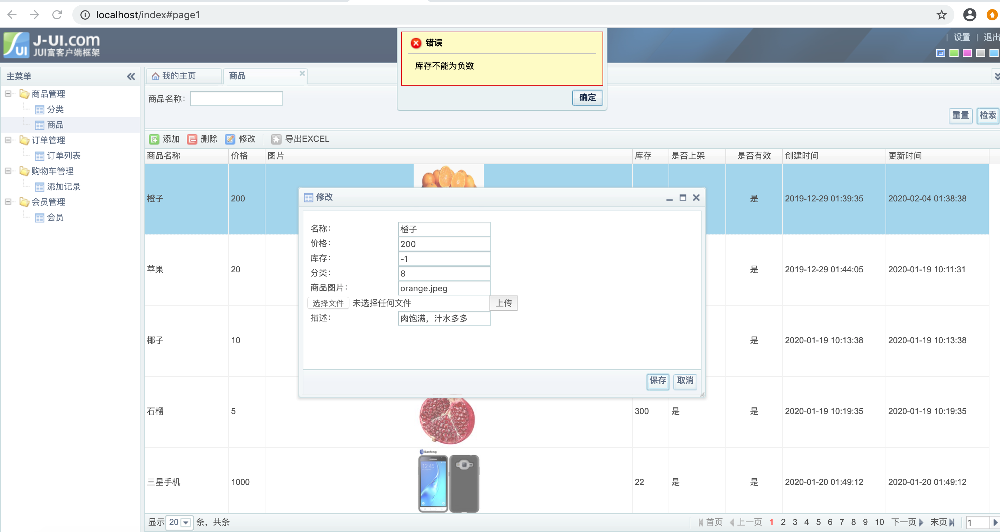 localhost/index#page1
J-UI.com
JUI富客户端框架
UI
| 设置 | 退出
错误
库存不能为负数
确定
主菜单
我的主页
商品
商品管理
分类
商品
订单管理
订单列表
购物车管理
添加记录
会员管理
会员
商品名称:
重置 检索
添加 删除 修改 导出EXCEL
商品名称 价格 图片 库存 是否上架 是否有效 创建时间 更新时间
橙子 200 是 2019-12-29 01:39:35 2020-02-04 01:38:38
苹果 20 是 2019-12-29 01:44:05 2020-01-19 10:11:31
椰子 10 是 2020-01-19 10:13:38 2020-01-19 10:13:38
石榴 5 300 是 是 2020-01-19 10:19:35 2020-01-19 10:19:35
Sanfeng
SAMSUNG
12:45
三星手机 1000 22 是 是 2020-01-20 01:49:12 2020-01-20 01:49:12
修改
名称: 橙子
价格: 200
库存: -1
分类: 8
商品图片: orange.jpeg
选择文件 未选择任何文件 上传
描述: 肉饱满，汁水多多
保存 取消
显示 20 条，共条
首页 上一页 1 2 3 4 5 6 7 8 9 10 下一页 末页 1